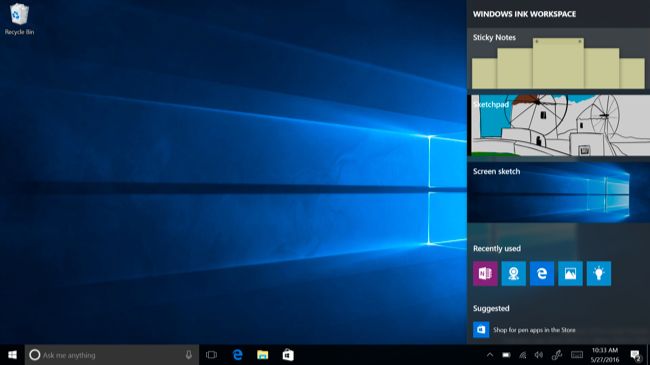 Recycle Bin
WINDOWS INK WORKSPACE
Sticky Notes
Sketchpad
Screen sketch
Recently used
Suggested
Shop for pen apps in the Store
Ask me anything
10:33 AM
5/27/2016
2